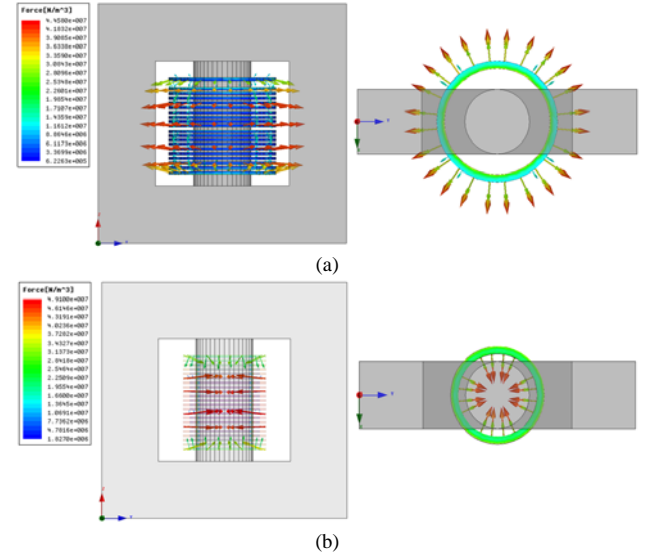 Force[N/m^3]
4.4580e+007
4.1832e+007
3.9085e+007
3.6338e+007
3.3590e+007
3.0843e+007
2.8096e+007
2.5348e+007
2.2601e+007
1.9854e+007
1.7107e+007
1.4359e+007
1.1612e+007
8.8646e+006
6.1173e+006
3.3699e+006
6.2263e+005
(a)
Force[N/m^3]
4.9100e+007
4.6146e+007
4.3191e+007
4.0236e+007
3.7282e+007
3.4327e+007
3.1373e+007
2.8418e+007
2.5464e+007
2.2509e+007
1.9554e+007
1.6600e+007
1.3645e+007
1.0691e+007
7.7362e+006
4.7816e+006
1.8270e+006
(b)